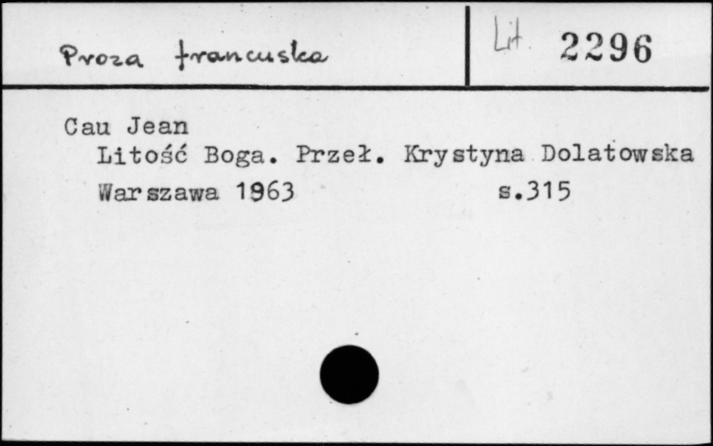 Proza francuska
Lit 2296
Cau Jean
Litość Boga. Przeł. Krystyna Dolatowska
Warszawa 1963 s.315